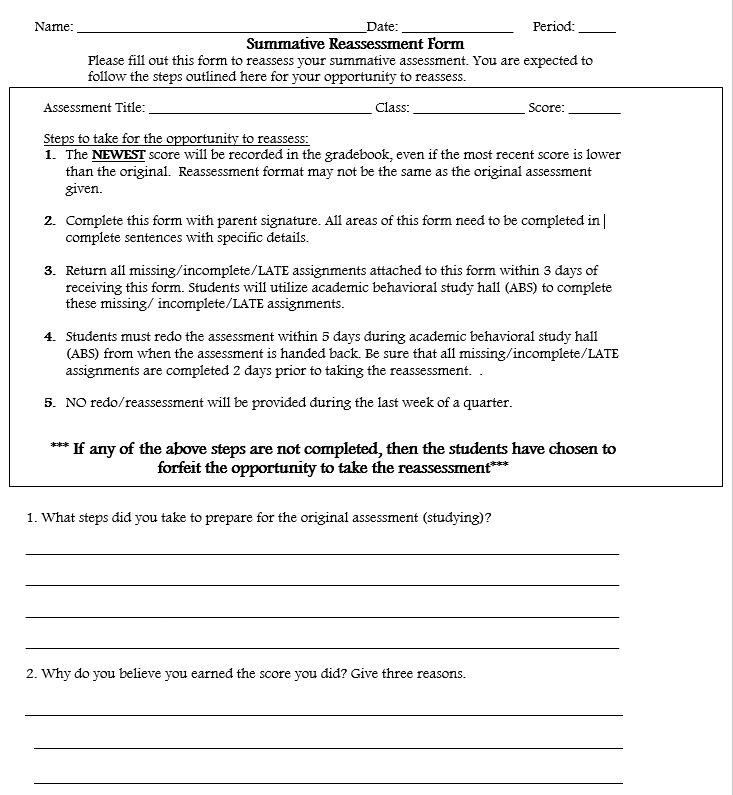 Name: ________________________________________Date: ________________ Period: _____
Summative Reassessment Form
Please fill out this form to reassess your summative assessment. You are expected to
follow the steps outlined here for your opportunity to reassess.
Assessment Title: ________________________________ Class: ________________ Score: _______
Steps to take for the opportunity to reassess:
1. The NEWEST score will be recorded in the gradebook, even if the most recent score is lower
than the original. Reassessment format may not be the same as the original assessment
given.
2. Complete this form with parent signature. All areas of this form need to be completed in
complete sentences with specific details.
3. Return all missing/incomplete/LATE assignments attached to this form within 3 days of
receiving this form. Students will utilize academic behavioral study hall (ABS) to complete
these missing/ incomplete/LATE assignments.
4. Students must redo the assessment within 5 days during academic behavioral study hall
(ABS) from when the assessment is handed back. Be sure that all missing/incomplete/LATE
assignments are completed 2 days prior to taking the reassessment. .
5. NO redo/reassessment will be provided during the last week of a quarter.
*** If any of the above steps are not completed, then the students have chosen to
forfeit the opportunity to take the reassessment***
1. What steps did you take to prepare for the original assessment (studying)?
2. Why do you believe you earned the score you did? Give three reasons.